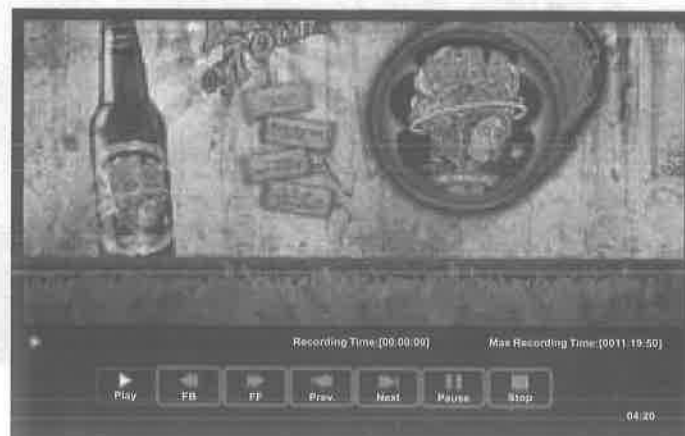 Recording Time:[00:00:00] Max Recording Time:[0011:19:50]
Play FB FF Prev. Next Pause Stop
04:20